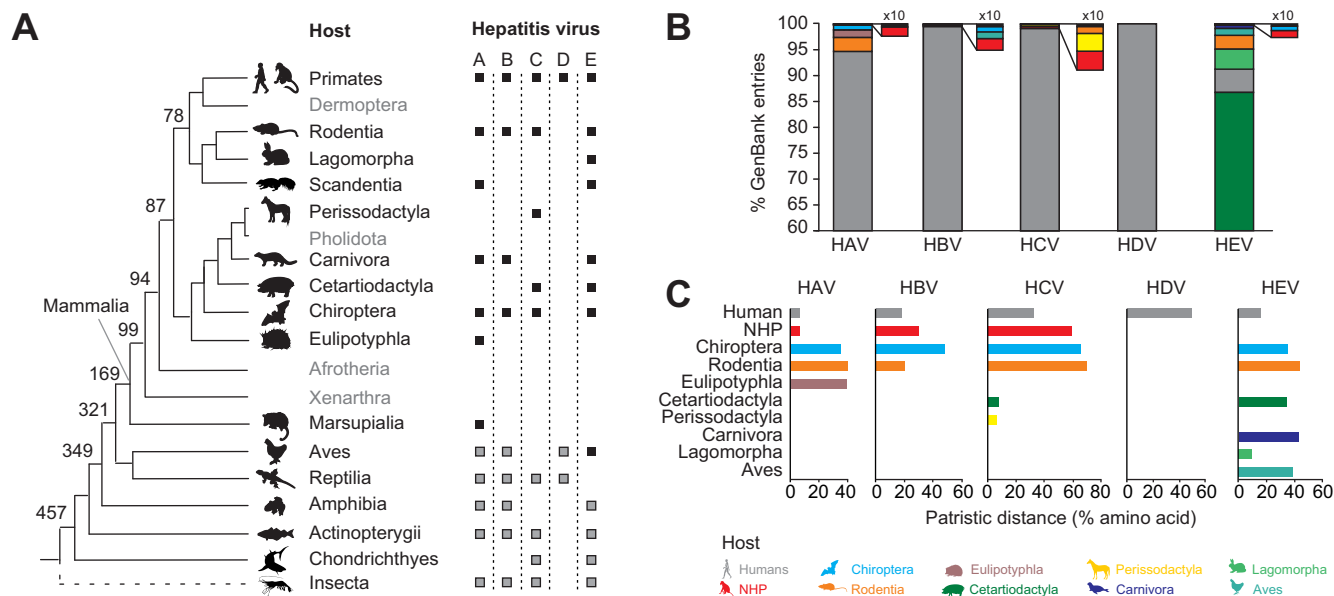 A
Host
Hepatitis virus
A B C D E
Primates
Dermoptera
78
Rodentia
Lagomorpha
Scandentia
87
Perissodactyla
Pholidota
Carnivora
94
Cetartiodactyla
Mammalia
Chiroptera
99
Eulipotyphla
Afrotheria
169
Xenarthra
321
Marsupialia
349
Aves
Reptilia
Amphibia
457
Actinopterygii
Chondrichthyes
Insecta
B
x10 x10 x10 x10
% GenBank entries
100
95
90
85
80
75
70
65
60
HAV HBV HCV HDV HEV
C
HAV HBV HCV HDV HEV
Human
NHP
Chiroptera
Rodentia
Eulipotyphla
Cetartiodactyla
Perissodactyla
Carnivora
Lagomorpha
Aves
0 20 40 0 20 40 60 0 20 40 60 80 0 20 40 60 0 20 40 60
Patristic distance (% amino acid)
Host
Humans Chiroptera Eulipotyphla Perissodactyla Lagomorpha
NHP Rodentia Cetartiodactyla Carnivora Aves